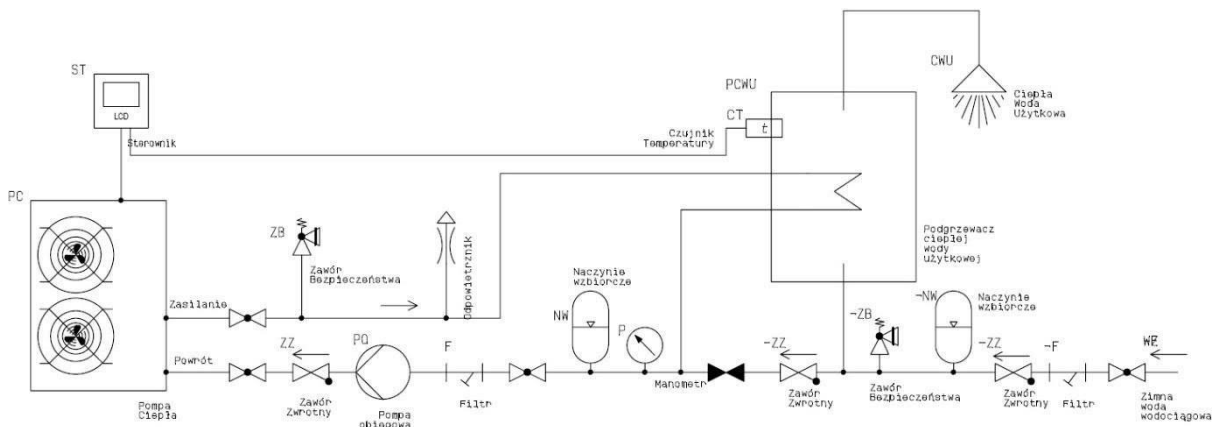 ST
LCD
Sterownik
PC
Zasilanie
Powrót
Pompa
Ciepła
ZB
Zawór
Bezpieczeństwa
Odpowietrznik
ZZ
Zawór
Zwrotny
PO
Pompa
obiegowa
F
Filtr
Naczynie
wzbiorcze
NW
P
Manometr
PCWU
CT
t
Czujnik
Temperatury
CWU
Ciepła
Woda
Użytkowa
Podgrzewacz
ciepłej
wody
użytkowej
¬ZZ
Zawór
Zwrotny
¬ZB
Zawór
Bezpieczeństwa
¬NW
Naczynie
wzbiorcze
¬ZZ
Zawór
Zwrotny
¬F
Filtr
WE
Zimna
woda
wodociągowa